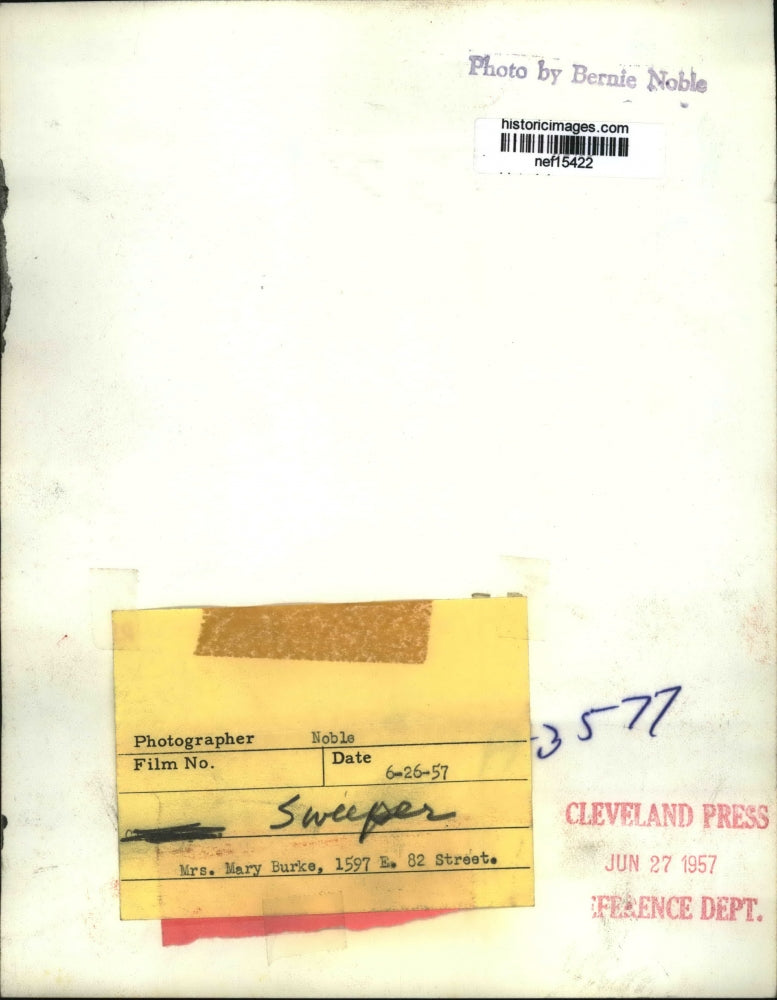 Photo by Bernie Noble
historicimages.com
nef15422
Photographer Noble
Film No. Date 6-26-57
Sweeper
Mrs. Mary Burke, 1597 E. 82 Street.
3577
CLEVELAND PRESS
JUN 27 1957
EFERENCE DEPT.